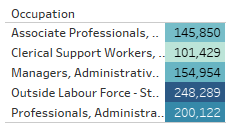 Occupation
Associate Professionals, .. 145,850
Clerical Support Workers, .. 101,429
Managers, Administrativ.. 154,954
Outside Labour Force - St.. 248,289
Professionals, Administra.. 200,122